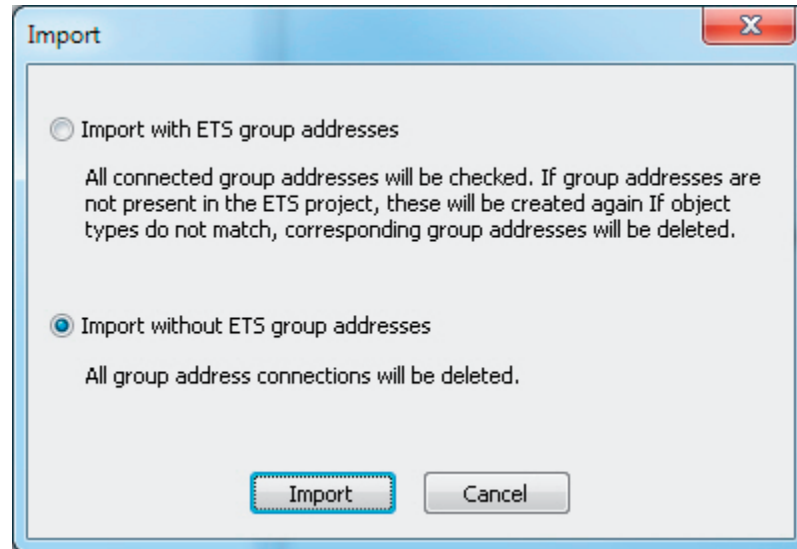 Import
Import with ETS group addresses
All connected group addresses will be checked. If group addresses are
not present in the ETS project, these will be created again If object
types do not match, corresponding group addresses will be deleted.
Import without ETS group addresses
All group address connections will be deleted.
Import Cancel